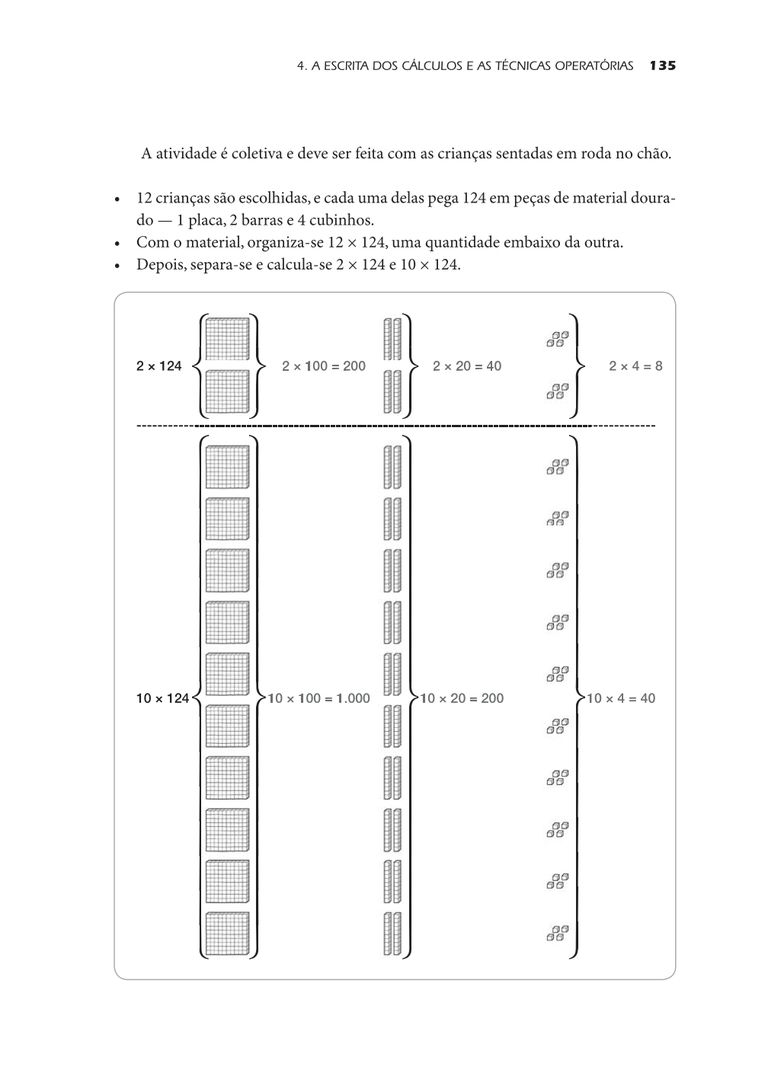 4. A ESCRITA DOS CÁLCULOS E AS TÉCNICAS OPERATÓRIAS 135
A atividade é coletiva e deve ser feita com as crianças sentadas em roda no chão.
• 12 crianças são escolhidas, e cada uma delas pega 124 em peças de material doura-
do — 1 placa, 2 barras e 4 cubinhos.
• Com o material, organiza-se 12 × 124, uma quantidade embaixo da outra.
• Depois, separa-se e calcula-se 2 × 124 e 10 × 124.
2 × 124 2 × 100 = 200 2 × 20 = 40 2 × 4 = 8
10 × 124 10 × 100 = 1.000 10 × 20 = 200 10 × 4 = 40